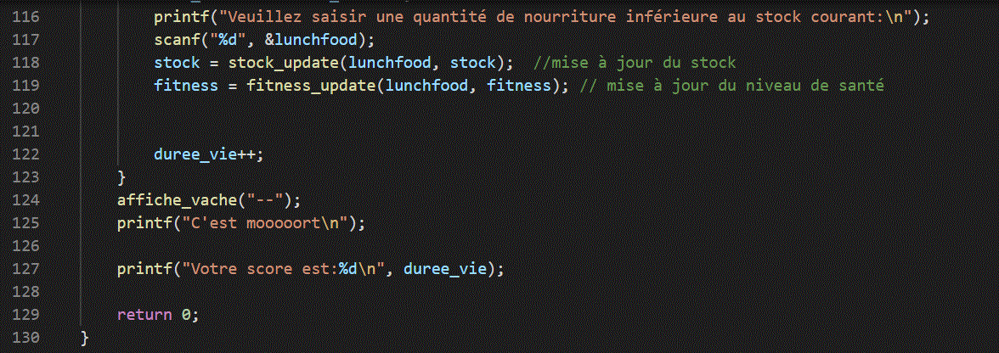 116 printf("Veuillez saisir une quantité de nourriture inférieure au stock courant:\n");
117 scanf("%d", &lunchfood);
118 stock = stock_update(lunchfood, stock);  //mise à jour du stock
119 fitness = fitness_update(lunchfood, fitness); // mise à jour du niveau de santé
120
121
122 duree_vie++;
123 }
124 affiche_vache("--");
125 printf("C'est mooooort\n");
126
127 printf("Votre score est:%d\n", duree_vie);
128
129 return 0;
130 }